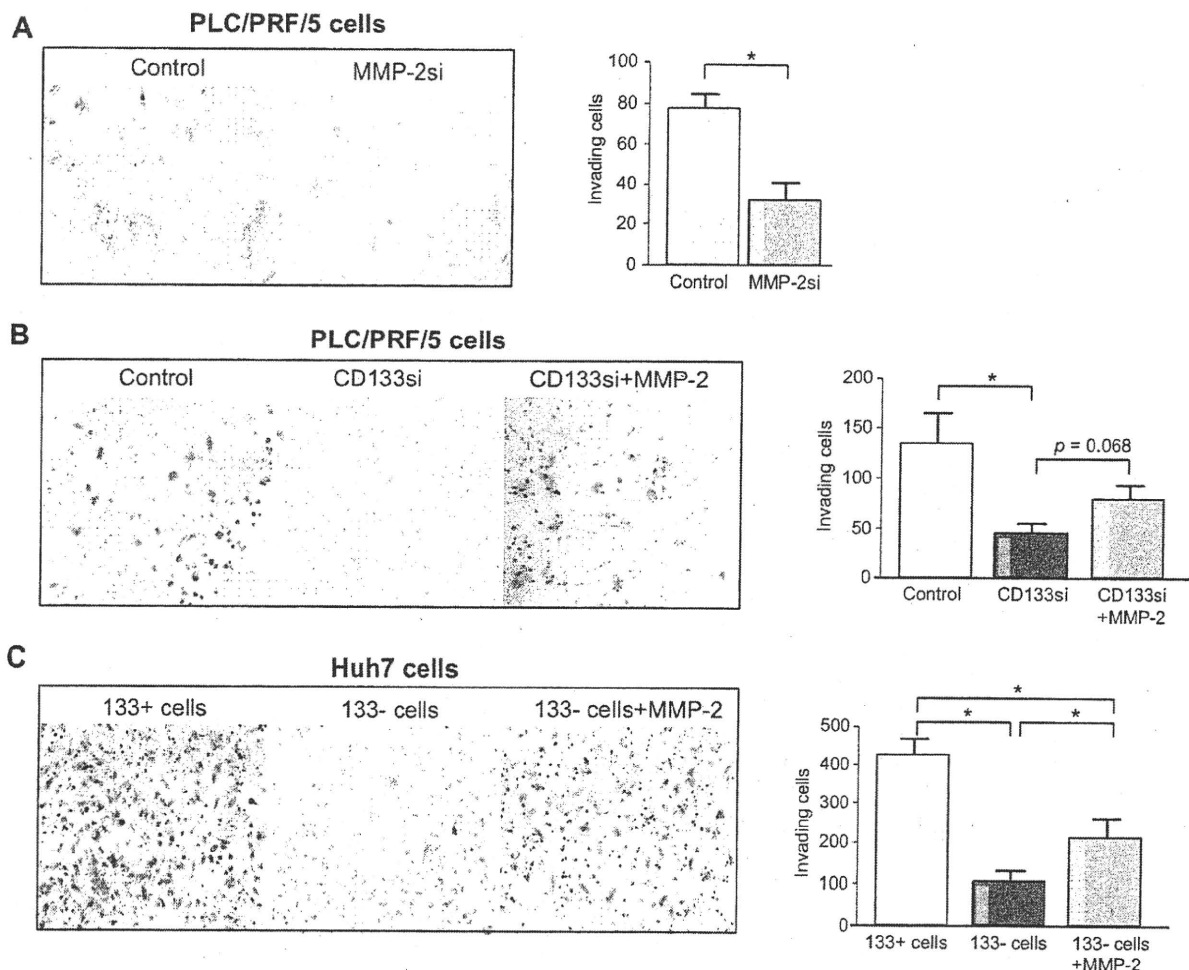 A
PLC/PRF/5 cells
Control MMP-2si
Invading cells
100
80
60
40
20
0
*
Control MMP-2si
B
PLC/PRF/5 cells
Control CD133si CD133si+MMP-2
Invading cells
200
150
100
50
0
*
p = 0.068
Control CD133si CD133si
+MMP-2
C
Huh7 cells
133+ cells 133- cells 133- cells+MMP-2
Invading cells
500
400
300
200
100
0
*
* *
133+ cells 133- cells 133- cells
+MMP-2